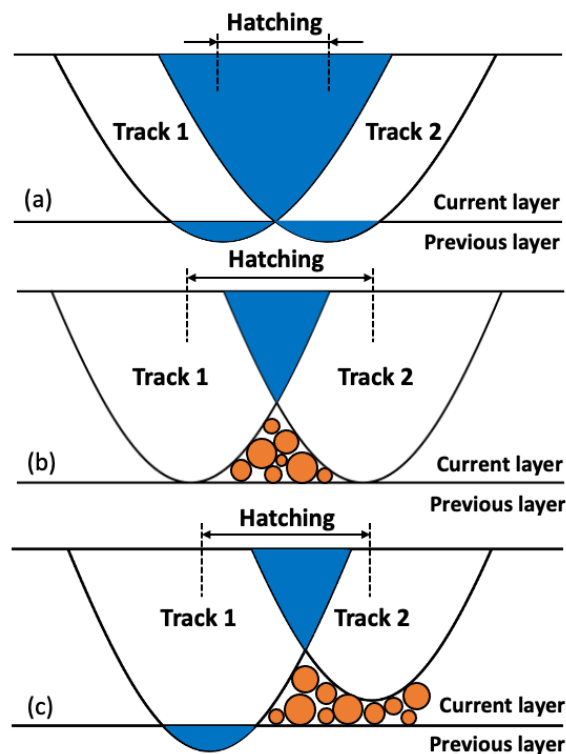 Hatching
Track 1
Track 2
(a)
Current layer
Previous layer
Hatching
Track 1
Track 2
(b)
Current layer
Previous layer
Hatching
Track 1
Track 2
(c)
Current layer
Previous layer